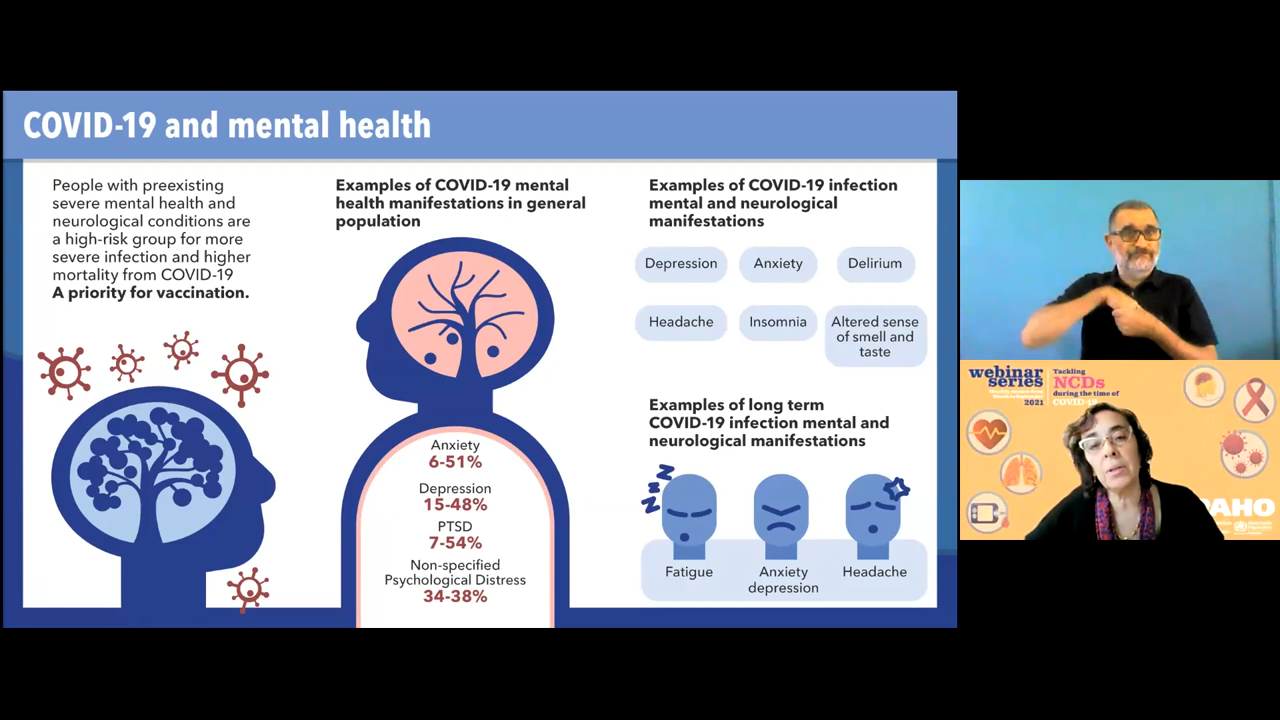 COVID-19 and mental health
People with preexisting
severe mental health and
neurological conditions are
a high-risk group for more
severe infection and higher
mortality from COVID-19
A priority for vaccination.
Examples of COVID-19 mental
health manifestations in general
population
Anxiety
6-51%
Depression
15-48%
PTSD
7-54%
Non-specified
Psychological Distress
34-38%
Examples of COVID-19 infection
mental and neurological
manifestations
Depression
Anxiety
Delirium
Headache
Insomnia
Altered sense
of smell and
taste
Examples of long term
COVID-19 infection mental and
neurological manifestations
z
z
z
Fatigue
Anxiety
depression
Headache
webinar
series
2021
Tackling
NCDs
during the time of
COVID-19
PAHO